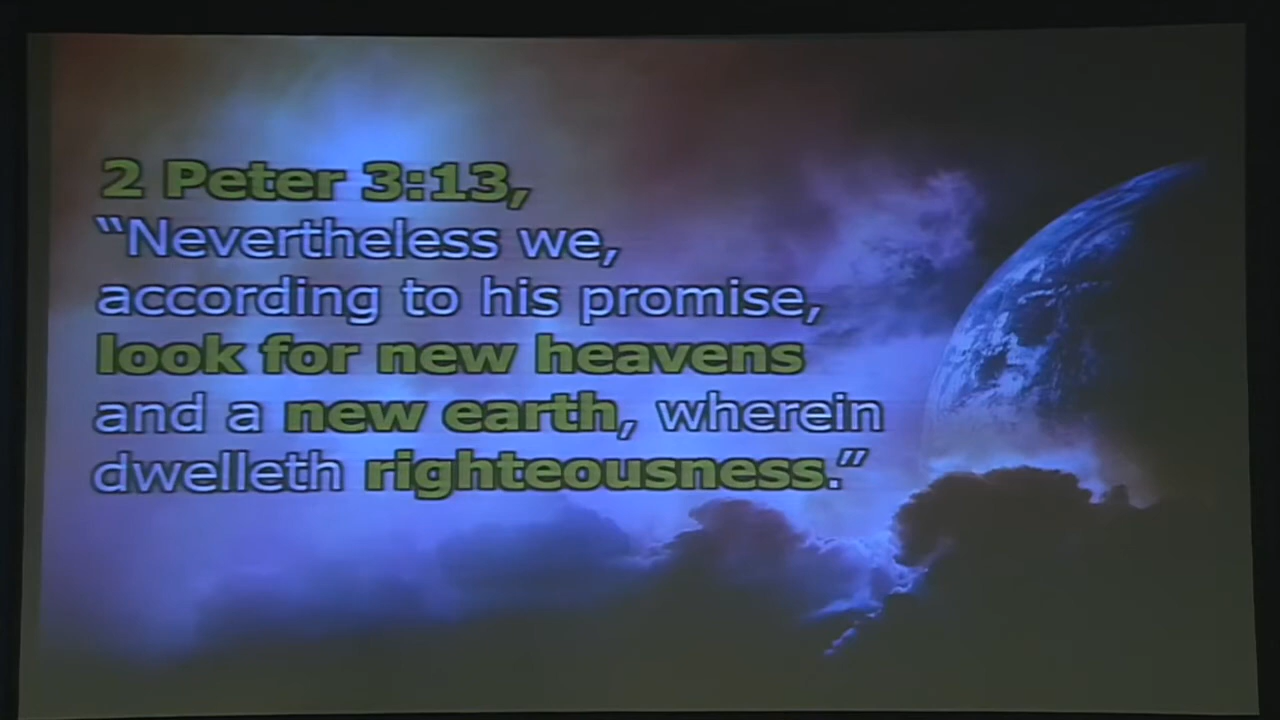 2 Peter 3:13,
“Nevertheless we,
according to his promise,
look for new heavens
and a new earth, wherein
dwelleth righteousness.”